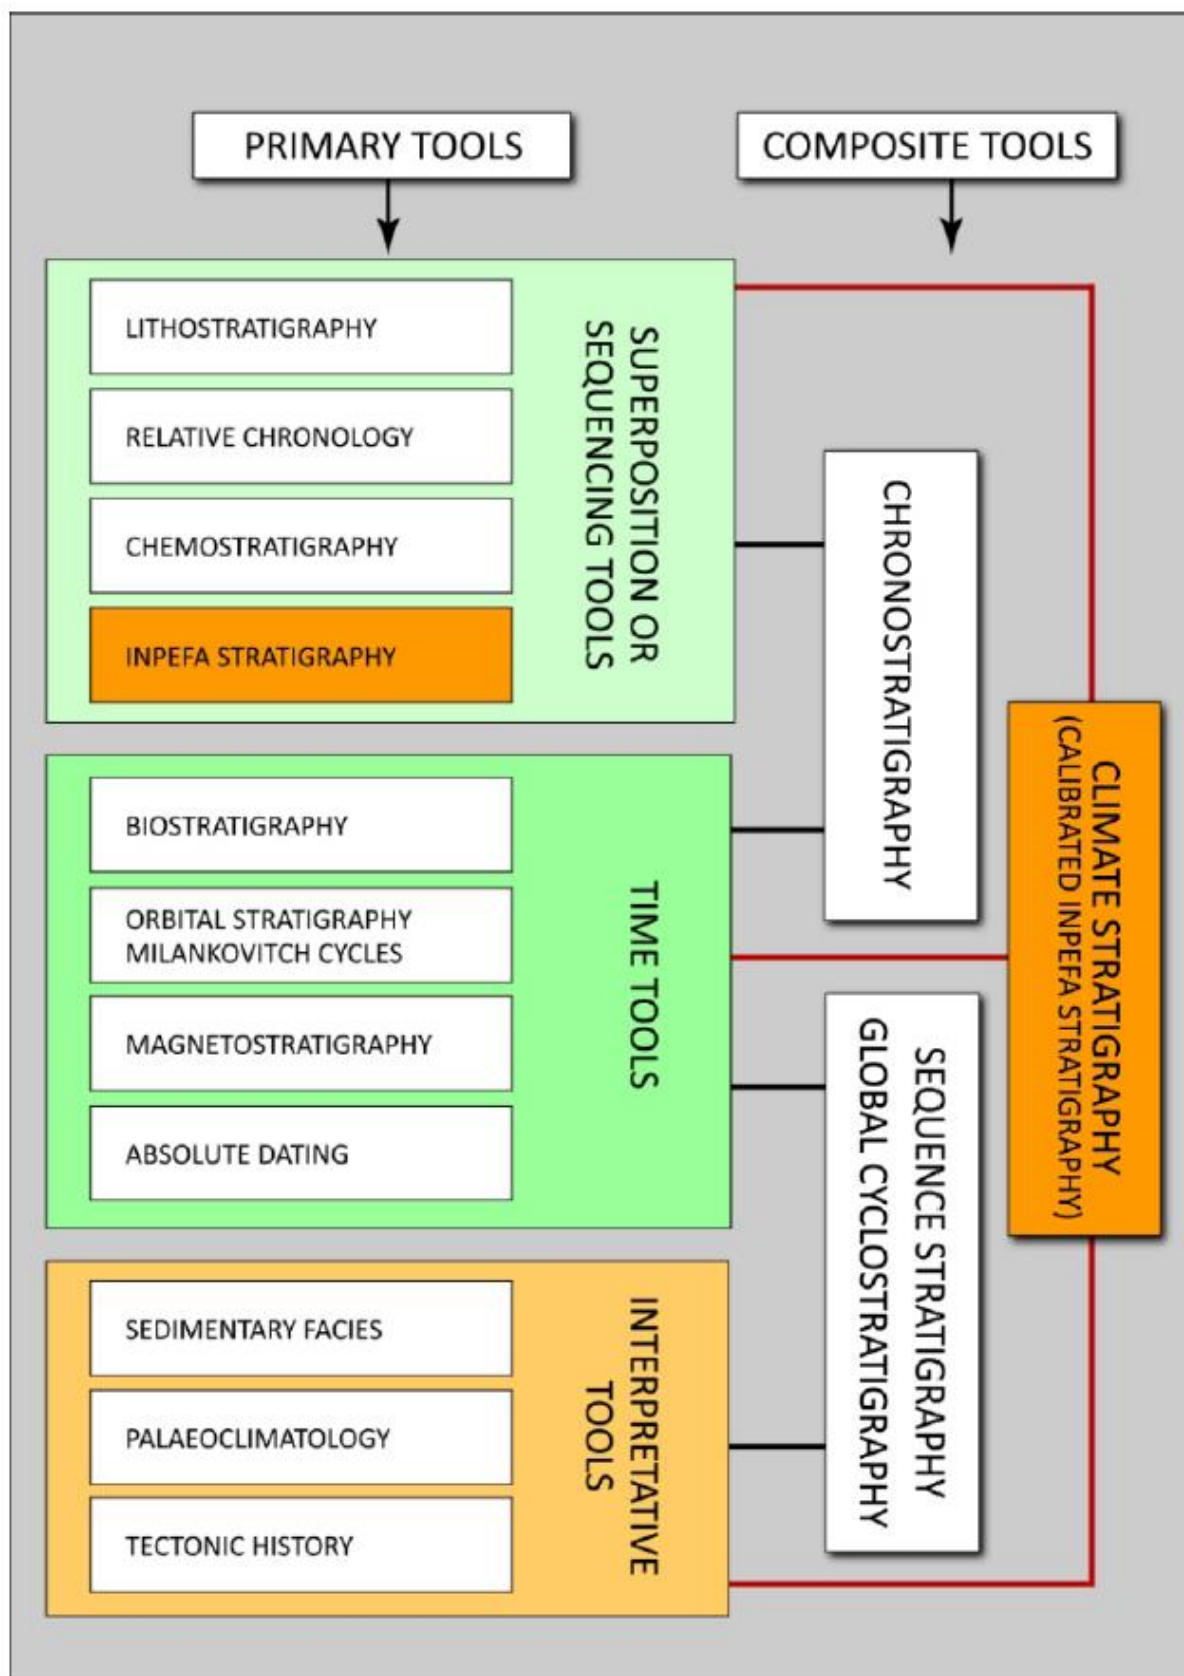 PRIMARY TOOLS
COMPOSITE TOOLS
LITHOSTRATIGRAPHY
RELATIVE CHRONOLOGY
CHEMOSTRATIGRAPHY
INPEFA STRATIGRAPHY
SUPERPOSITION OR
SEQUENCING TOOLS
BIOSTRATIGRAPHY
ORBITAL STRATIGRAPHY
MILANKOVITCH CYCLES
MAGNETOSTRATIGRAPHY
ABSOLUTE DATING
TIME TOOLS
SEDIMENTARY FACIES
PALAEOCLIMATOLOGY
TECTONIC HISTORY
INTERPRETATIVE
TOOLS
CHRONOSTRATIGRAPHY
SEQUENCE STRATIGRAPHY
GLOBAL CYCLOSTRATIGRAPHY
CLIMATE STRATIGRAPHY
(CALIBRATED INPEFA STRATIGRAPHY)